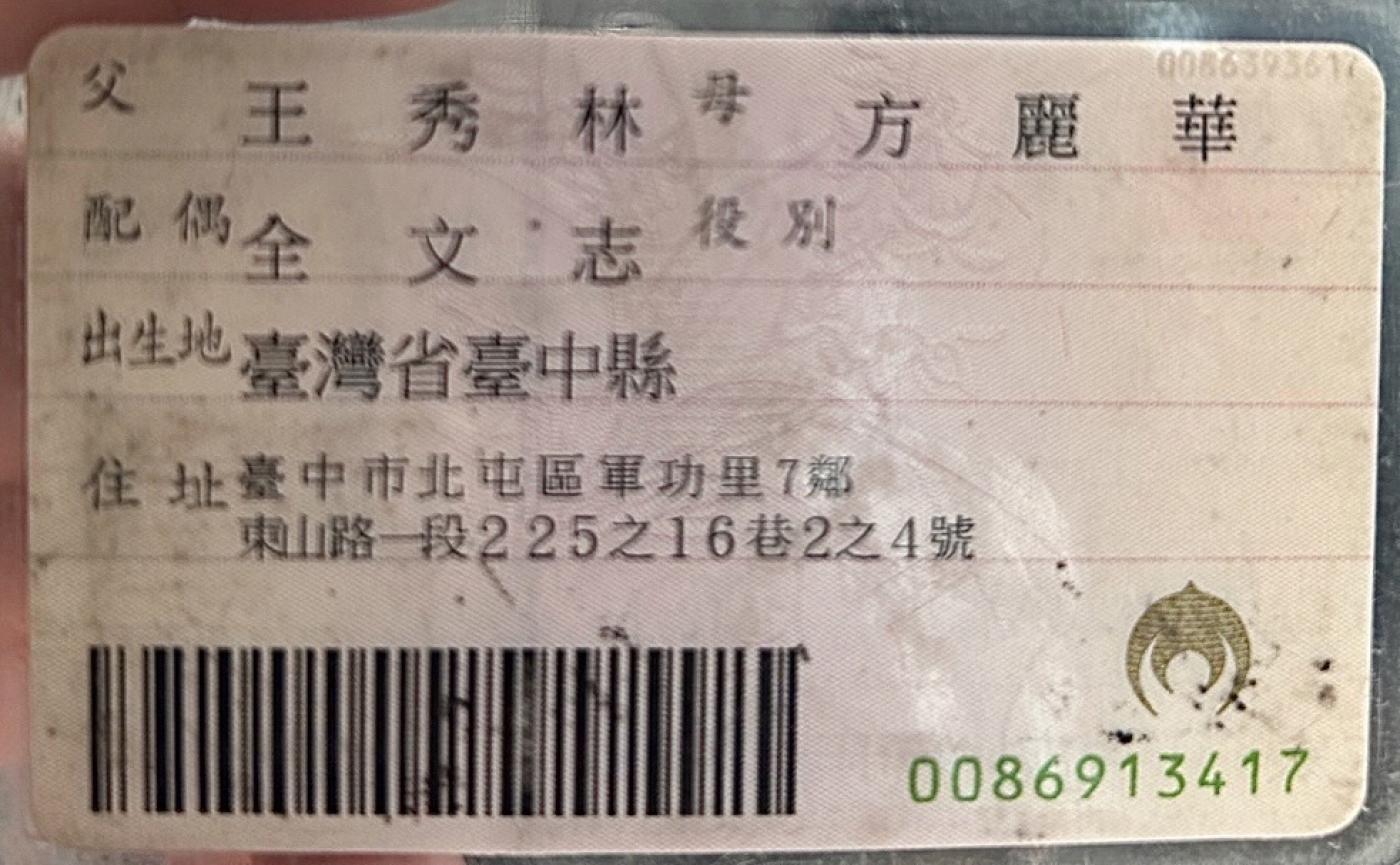 父 王秀林 母 方麗華
配偶 全文志 役別
出生地 臺灣省臺中縣
住址 臺中市北屯區軍功里7鄰
東山路一段225之16巷2之4號
0086913417